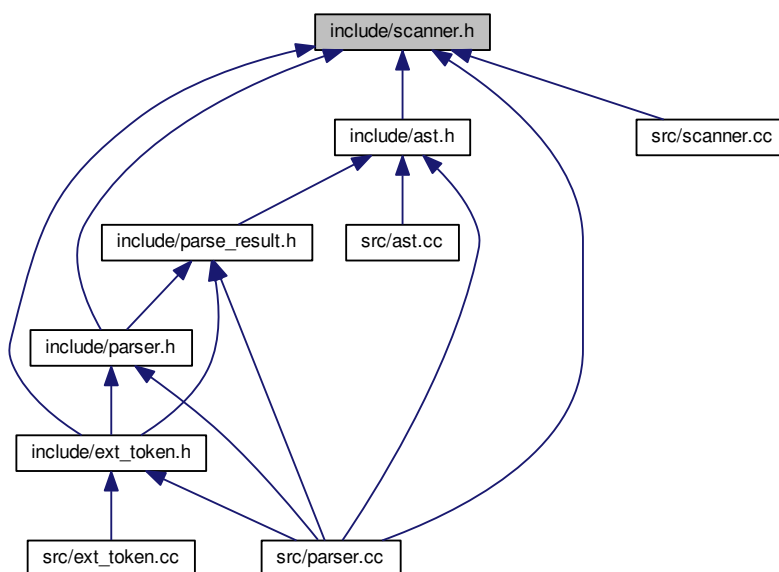 include/scanner.h
include/ast.h
src/scanner.cc
include/parse_result.h
src/ast.cc
include/parser.h
include/ext_token.h
src/ext_token.cc
src/parser.cc